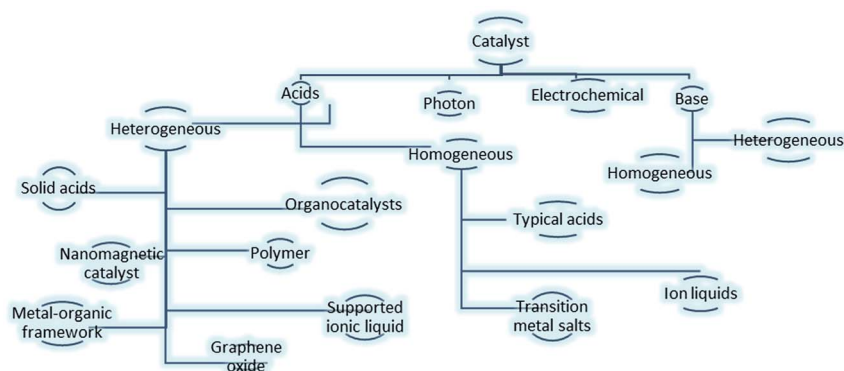 Catalyst
Acids
Photon
Electrochemical
Base
Heterogeneous
Homogeneous
Homogeneous
Heterogeneous
Solid acids
Organocatalysts
Typical acids
Nanomagnetic
catalyst
Polymer
Ion liquids
Metal-organic
framework
Supported
ionic liquid
Transition
metal salts
Graphene
oxide